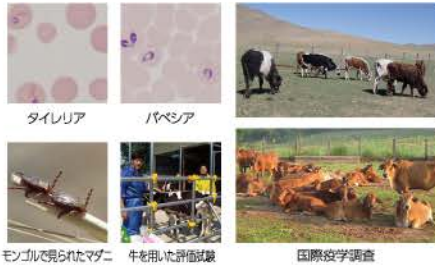 タイレリア
バベシア
モンゴルで見られたマダニ
牛を用いた評価試験
国際疫学調査